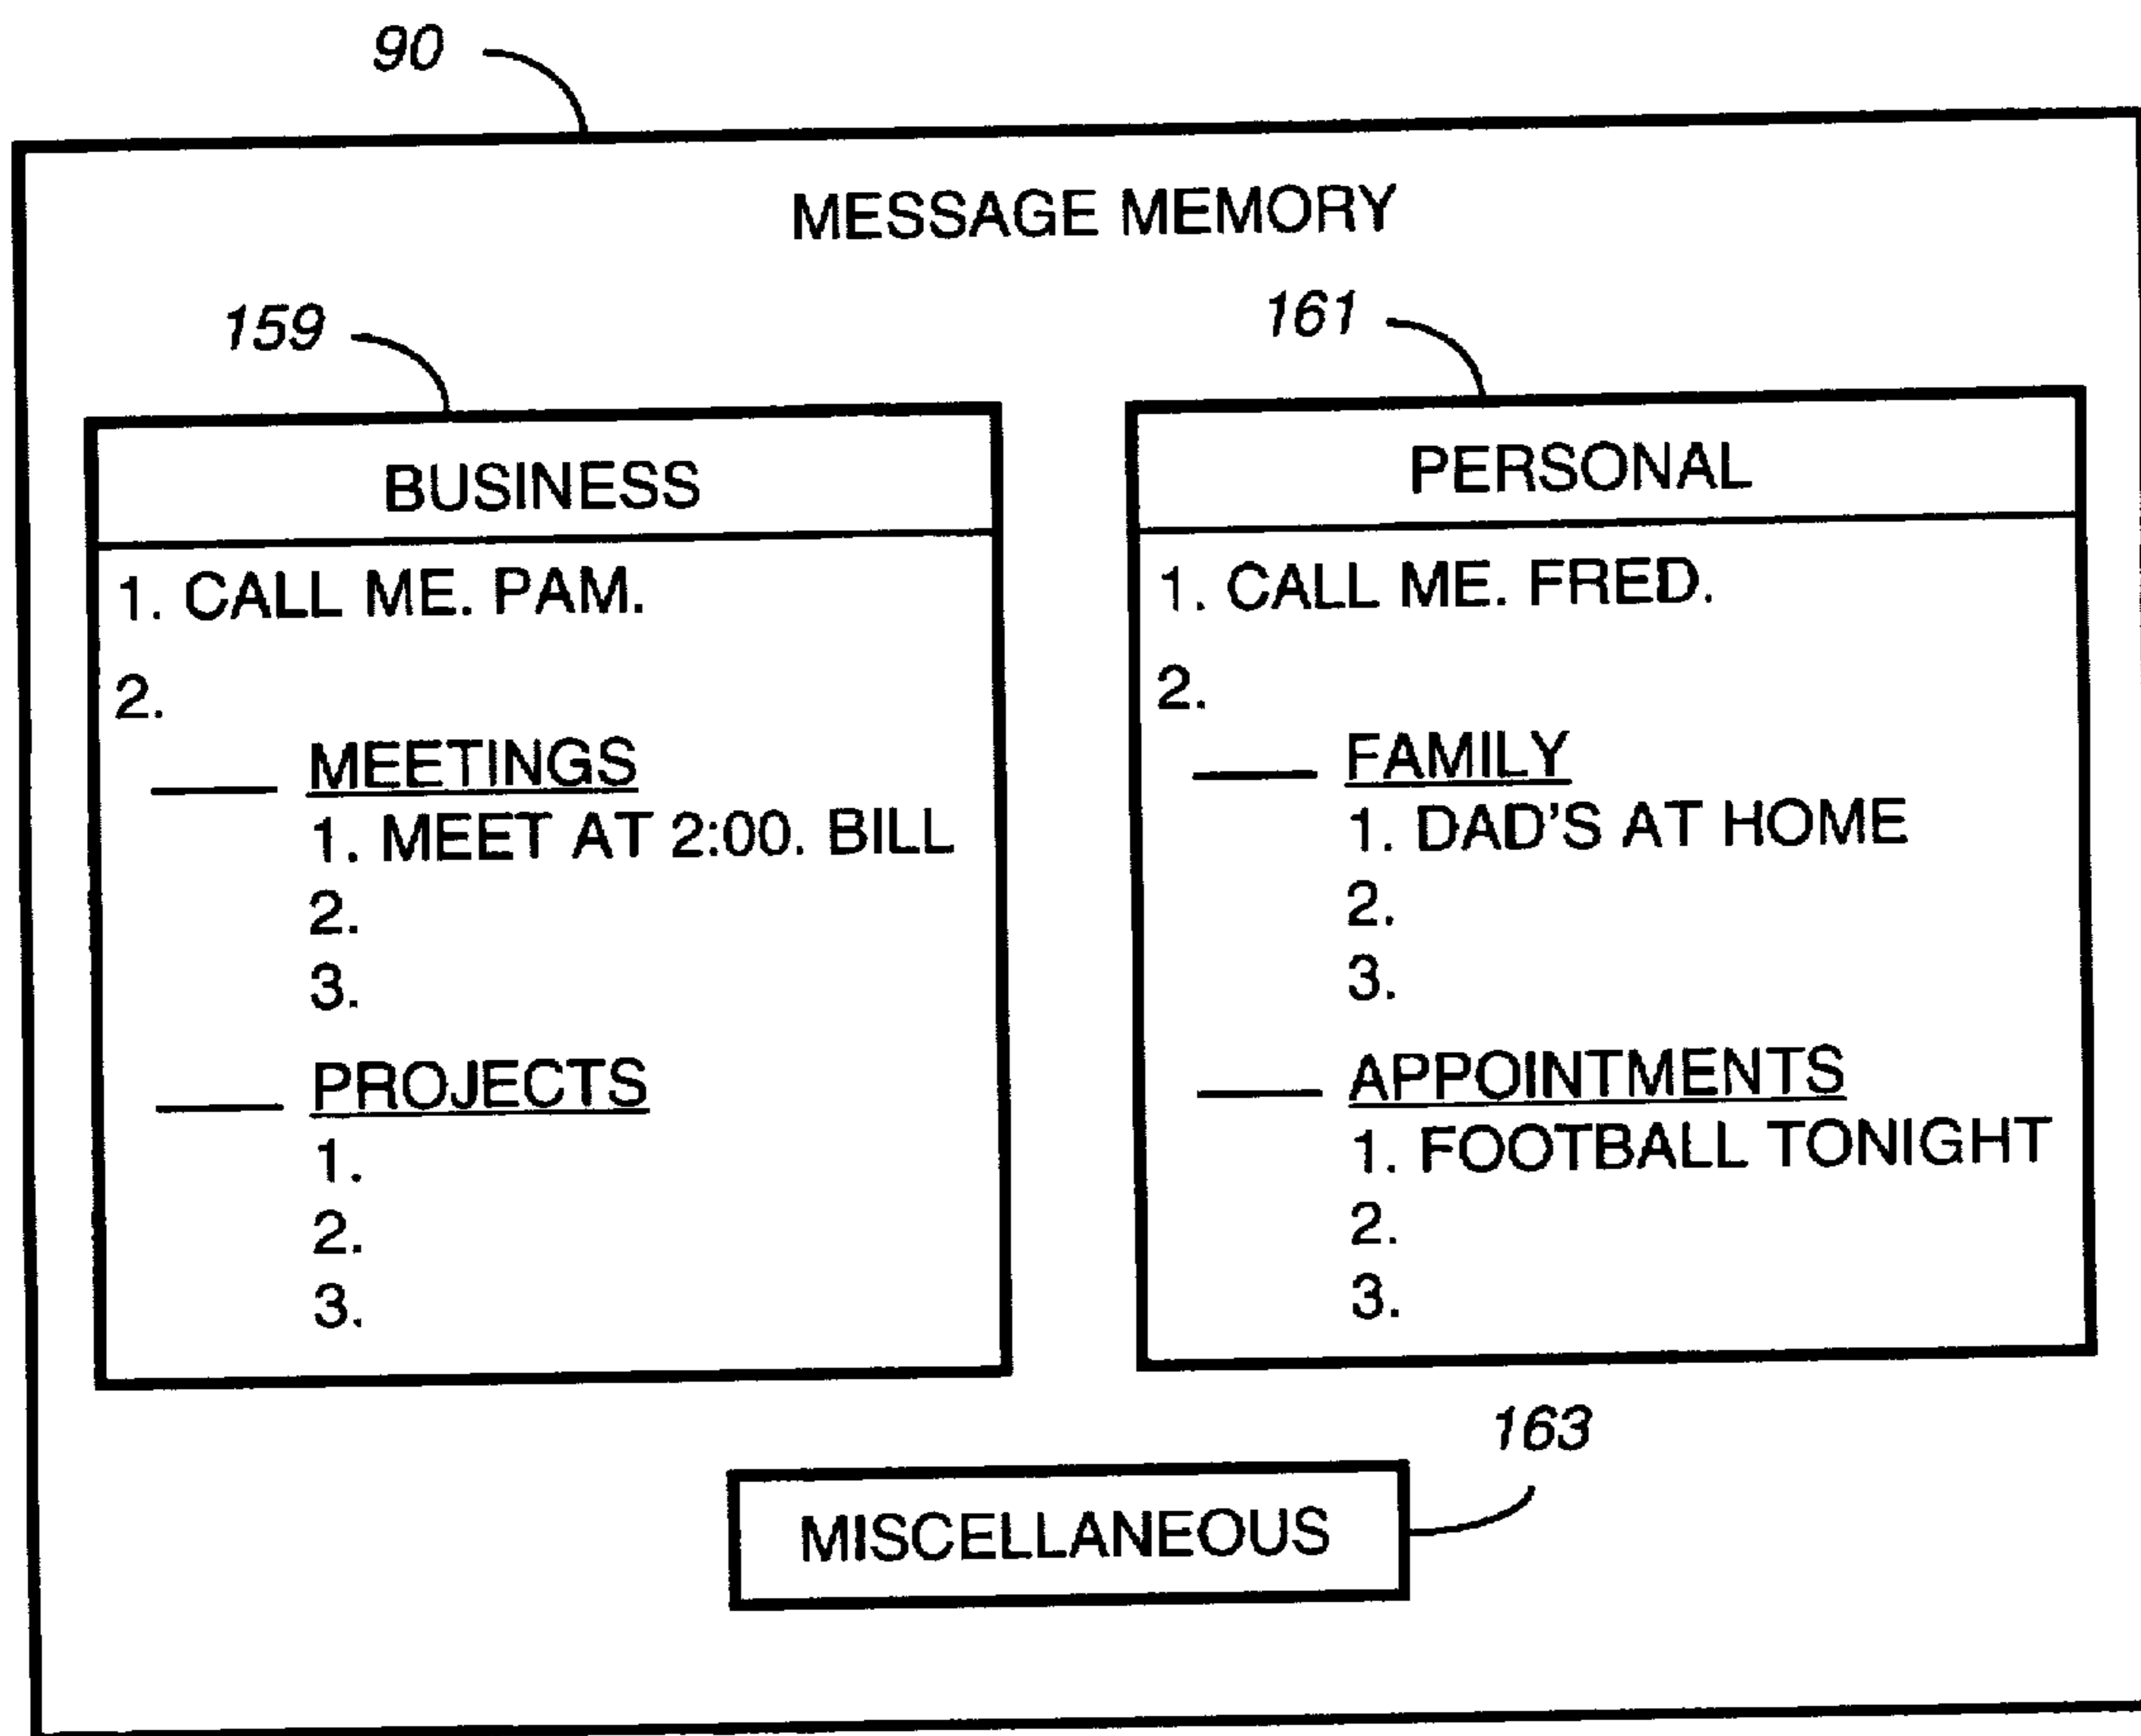 90
MESSAGE MEMORY
159
BUSINESS
1. CALL ME. PAM.
2.
MEETINGS
1. MEET AT 2:00. BILL
2.
3.
PROJECTS
1.
2.
3.
161
PERSONAL
1. CALL ME. FRED.
2.
FAMILY
1. DAD'S AT HOME
2.
3.
APPOINTMENTS
1. FOOTBALL TONIGHT
2.
3.
163
MISCELLANEOUS